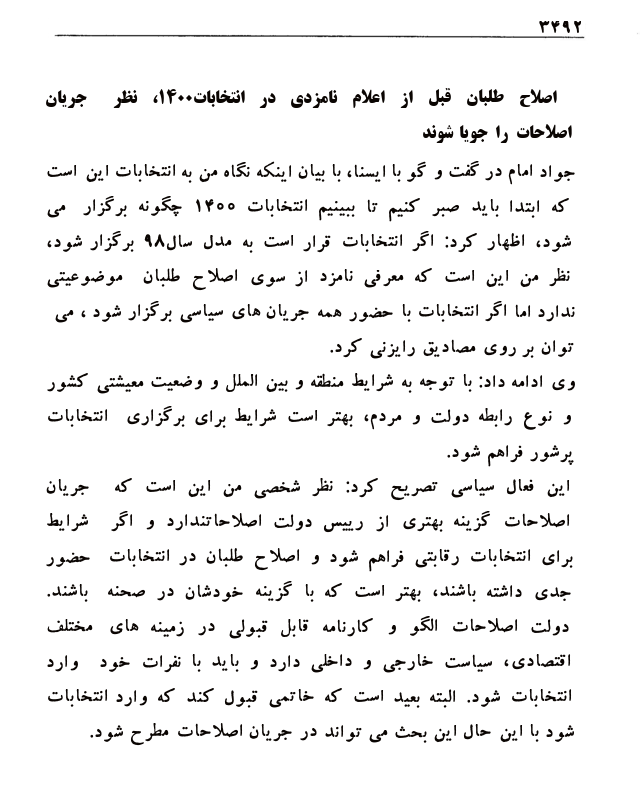 ۳۴۹۲
اصلاح طلبان قبل از اعلام نامزدی در انتخابات۱۴۰۰، نظر جریان
اصلاحات را جویا شوند
جواد امام در گفت و گو با ایسنا، با بیان اینکه نگاه من به انتخابات این است
که ابتدا باید صبر کنیم تا ببینیم انتخابات ۱۴۰۰ چگونه برگزار می
شود، اظهار کرد: اگر انتخابات قرار است به مدل سال۹۸ برگزار شود،
نظر من این است که معرفی نامزد از سوی اصلاح طلبان موضوعیتی
ندارد اما اگر انتخابات با حضور همه جریان های سیاسی برگزار شود ، می
توان بر روی مصادیق رایزنی کرد.
وی ادامه داد: با توجه به شرایط منطقه و بین الملل و وضعیت معیشتی کشور
و نوع رابطه دولت و مردم، بهتر است شرایط برای برگزاری انتخابات
پرشور فراهم شود.
این فعال سیاسی تصریح کرد: نظر شخصی من این است که جریان
اصلاحات گزینه بهتری از رییس دولت اصلاحاتندارد و اگر شرایط
برای انتخابات رقابتی فراهم شود و اصلاح طلبان در انتخابات حضور
جدی داشته باشند، بهتر است که با گزینه خودشان در صحنه باشند.
دولت اصلاحات الگو و کارنامه قابل قبولی در زمینه های مختلف
اقتصادی، سیاست خارجی و داخلی دارد و باید با نفرات خود وارد
انتخابات شود. البته بعید است که خاتمی قبول کند که وارد انتخابات
شود با این حال این بحث می تواند در جریان اصلاحات مطرح شود.